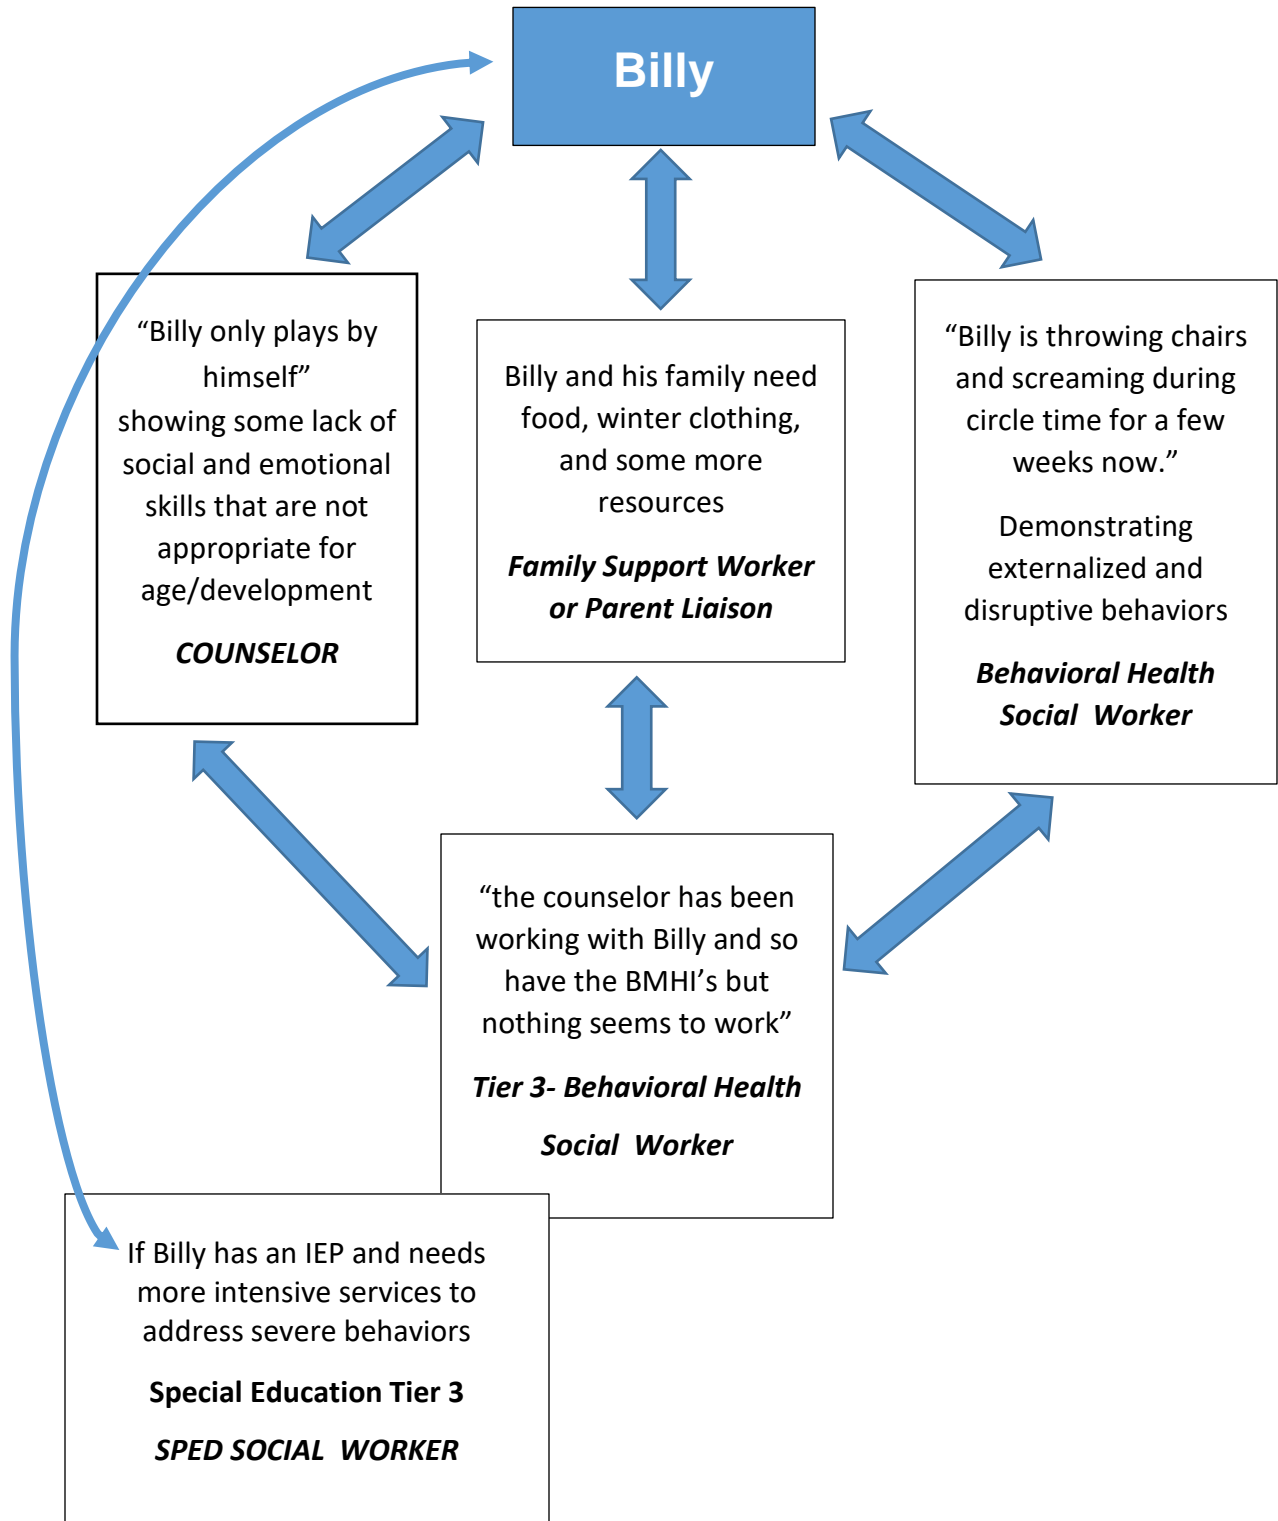 Billy
“Billy only plays by
himself”
showing some lack of
social and emotional
skills that are not
appropriate for
age/development
COUNSELOR
Billy and his family need
food, winter clothing,
and some more
resources
Family Support Worker
or Parent Liaison
“Billy is throwing chairs
and screaming during
circle time for a few
weeks now.”
Demonstrating
externalized and
disruptive behaviors
Behavioral Health
Social  Worker
“the counselor has been
working with Billy and so
have the BMHI’s but
nothing seems to work”
Tier 3- Behavioral Health
Social  Worker
If Billy has an IEP and needs
more intensive services to
address severe behaviors
Special Education Tier 3
SPED SOCIAL  WORKER